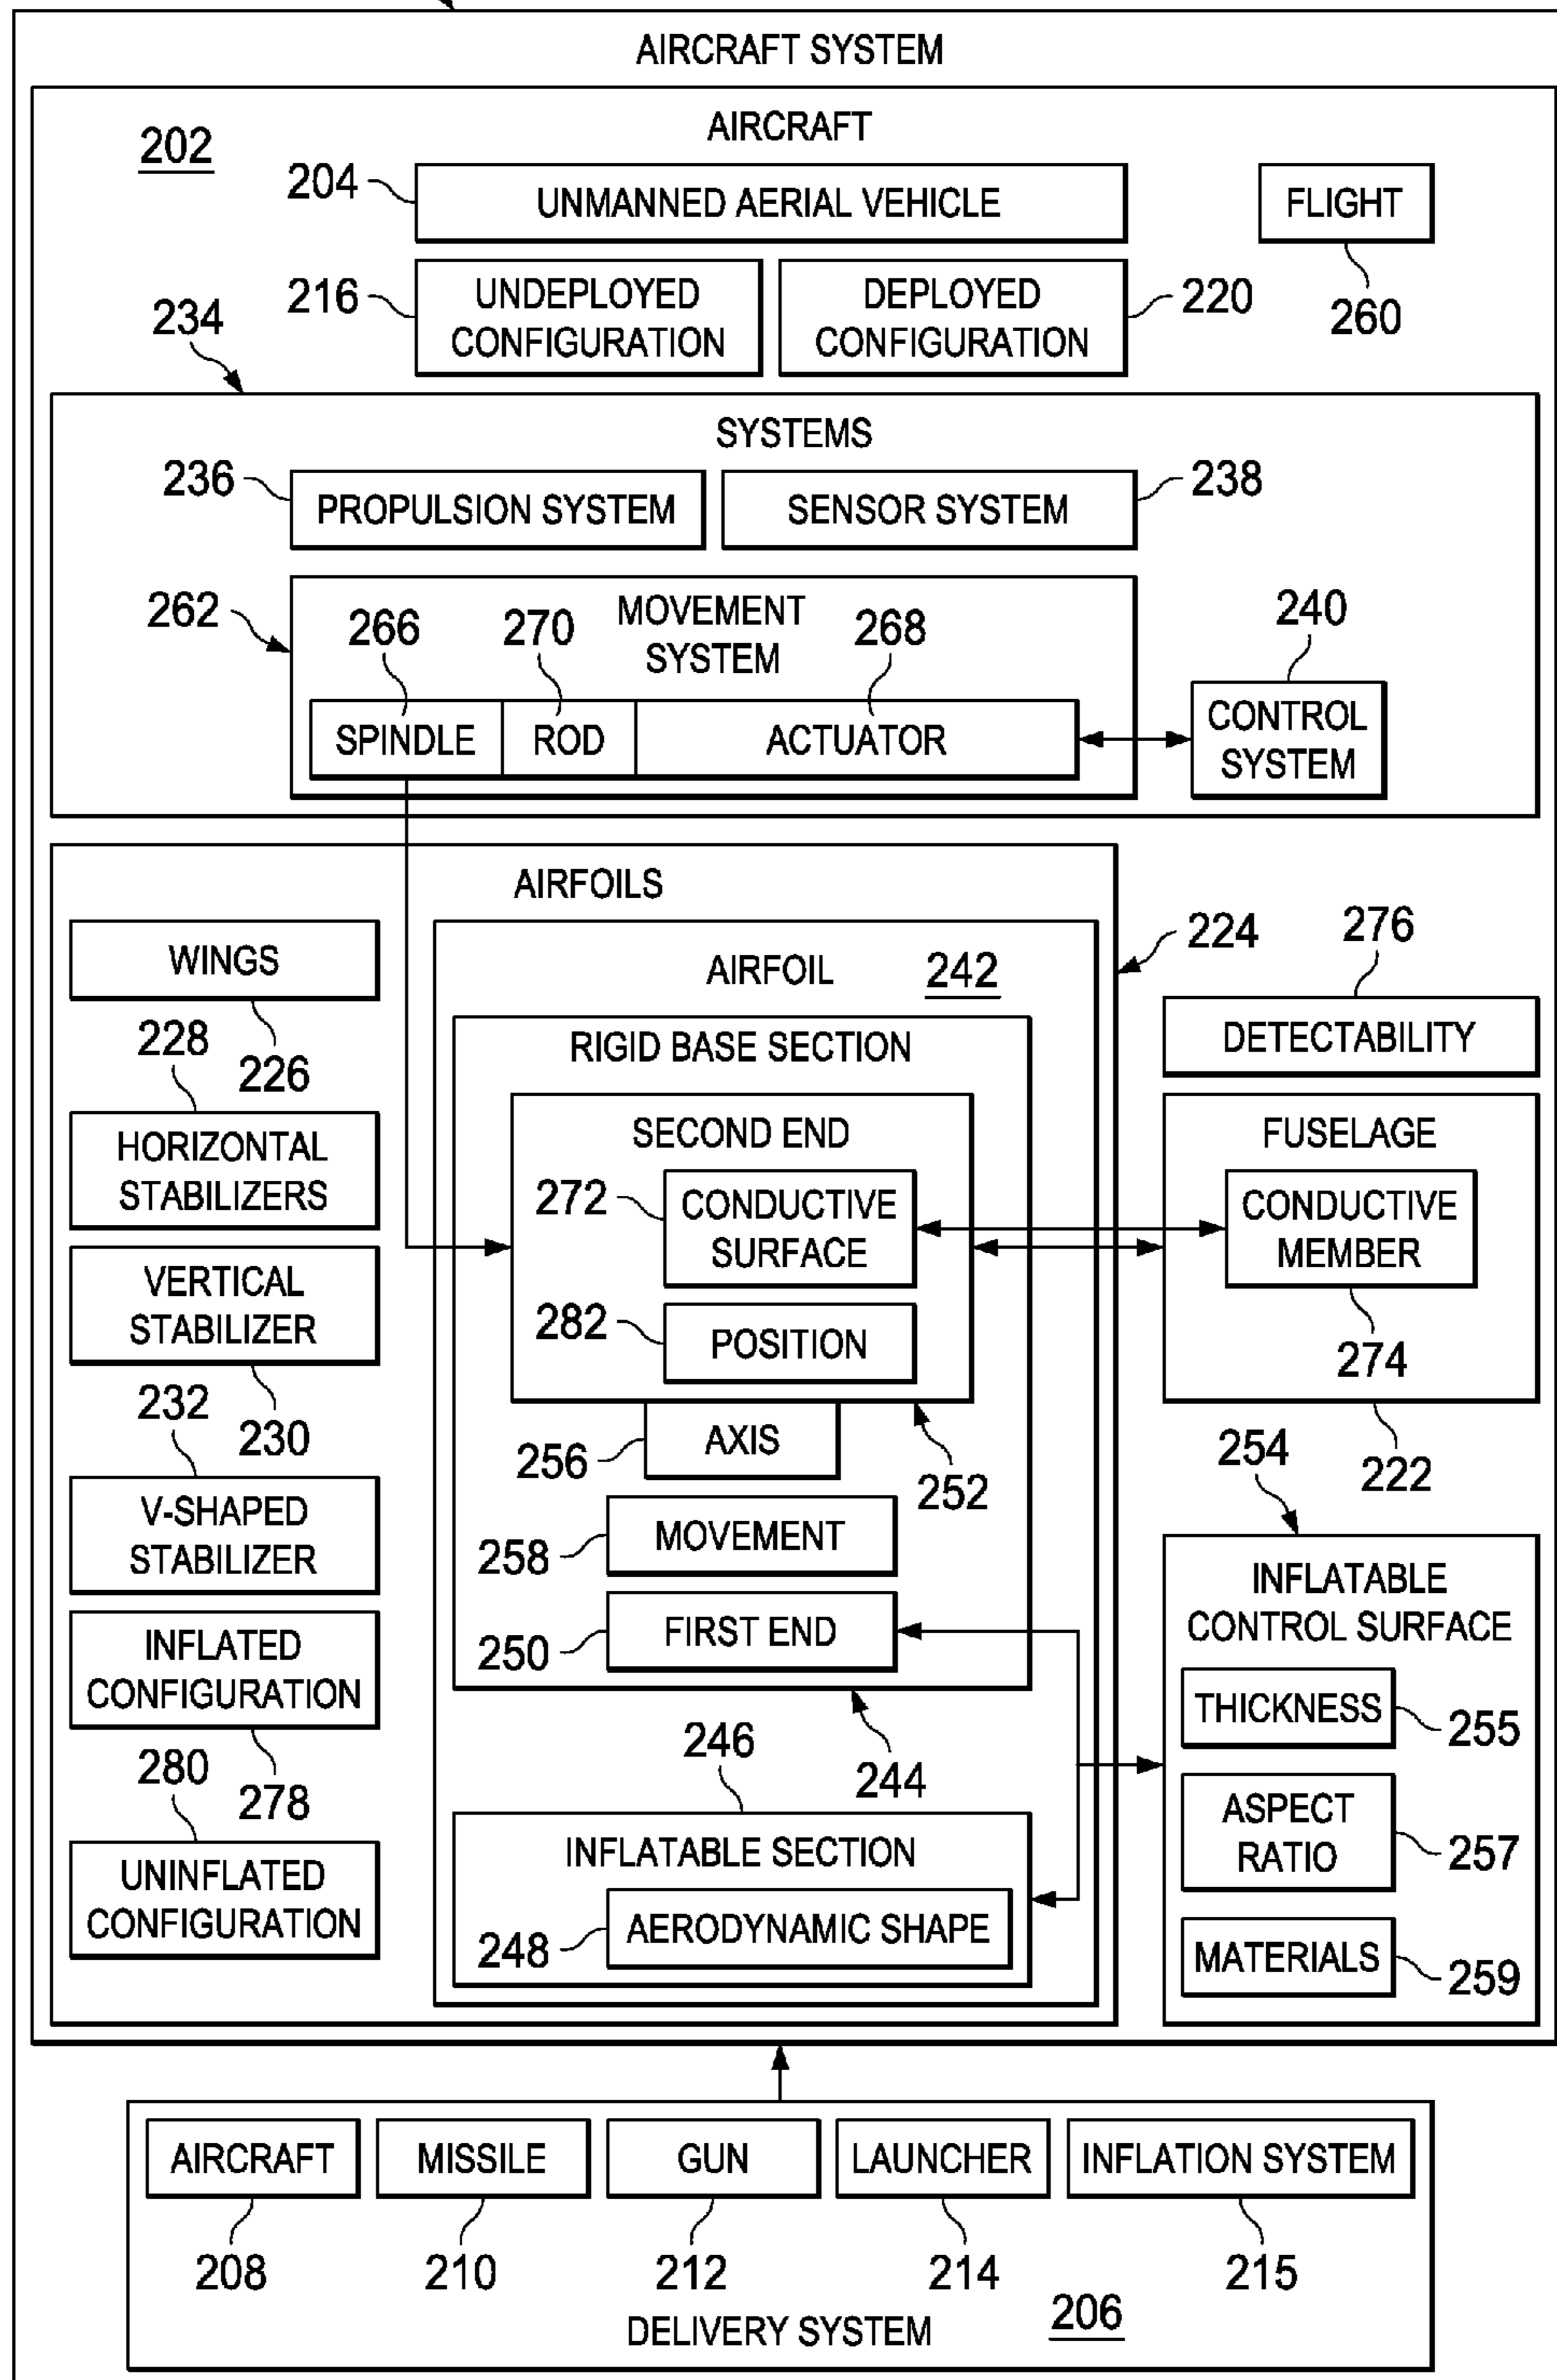 AIRCRAFT SYSTEM
AIRCRAFT
202
204
UNMANNED AERIAL VEHICLE
FLIGHT
260
216
UNDEPLOYED
CONFIGURATION
DEPLOYED
CONFIGURATION
220
234
SYSTEMS
236
PROPULSION SYSTEM
SENSOR SYSTEM
238
262
MOVEMENT
SYSTEM
266
270
268
SPINDLE
ROD
ACTUATOR
240
CONTROL
SYSTEM
AIRFOILS
WINGS
226
228
HORIZONTAL
STABILIZERS
VERTICAL
STABILIZER
230
232
V-SHAPED
STABILIZER
INFLATED
CONFIGURATION
278
280
UNINFLATED
CONFIGURATION
AIRFOIL
242
224
RIGID BASE SECTION
SECOND END
272
CONDUCTIVE
SURFACE
282
POSITION
256
AXIS
252
258
MOVEMENT
250
FIRST END
244
246
INFLATABLE SECTION
248
AERODYNAMIC SHAPE
276
DETECTABILITY
FUSELAGE
CONDUCTIVE
MEMBER
274
222
254
INFLATABLE
CONTROL SURFACE
THICKNESS
255
ASPECT
RATIO
257
MATERIALS
259
AIRCRAFT
MISSILE
GUN
LAUNCHER
INFLATION SYSTEM
208
210
212
214
215
DELIVERY SYSTEM
206